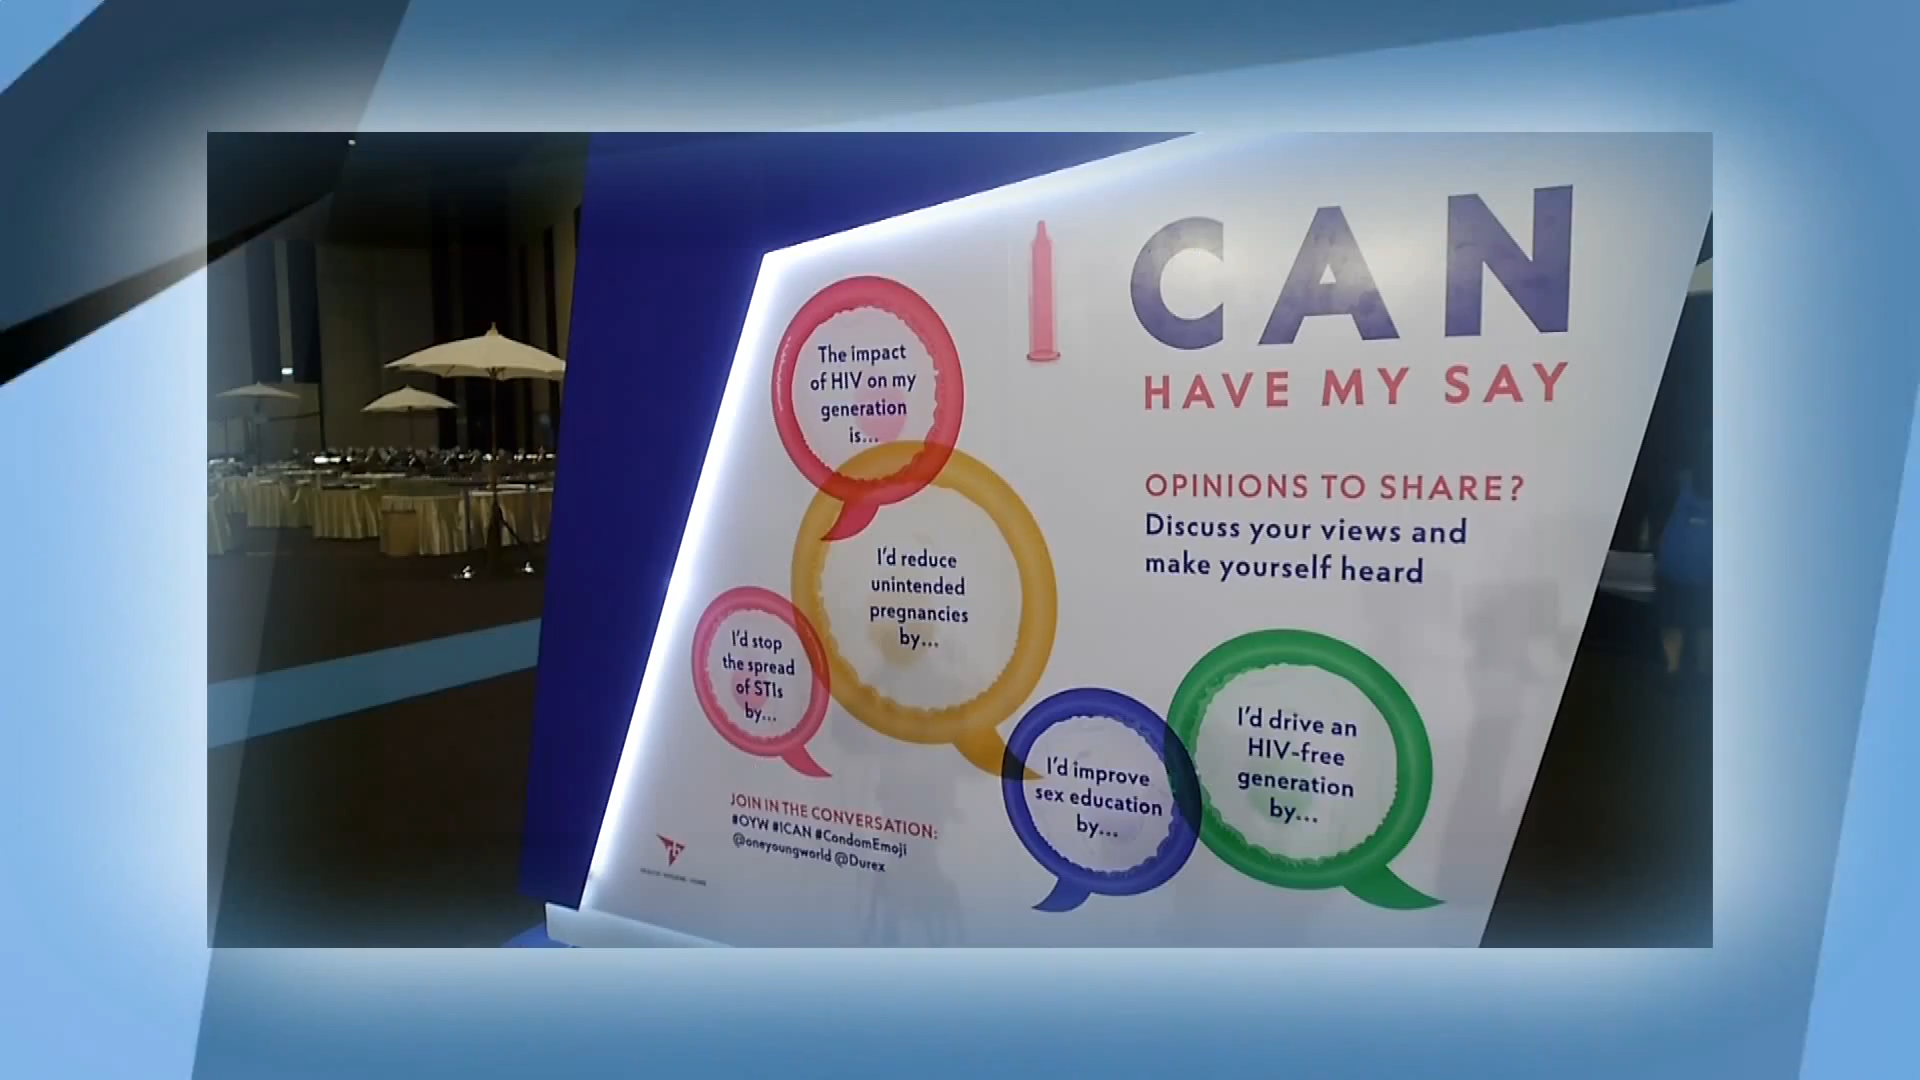 I CAN
HAVE MY SAY
OPINIONS TO SHARE?
Discuss your views and
make yourself heard
The impact
of HIV on my
generation
is...
I'd reduce
unintended
pregnancies
by...
I'd stop
the spread
of STIs
by...
I'd improve
sex education
by...
I'd drive an
HIV-free
generation
by...
JOIN IN THE CONVERSATION:
#OYW #ICAN #CondomEmoji
@oneyoungworld @Durex